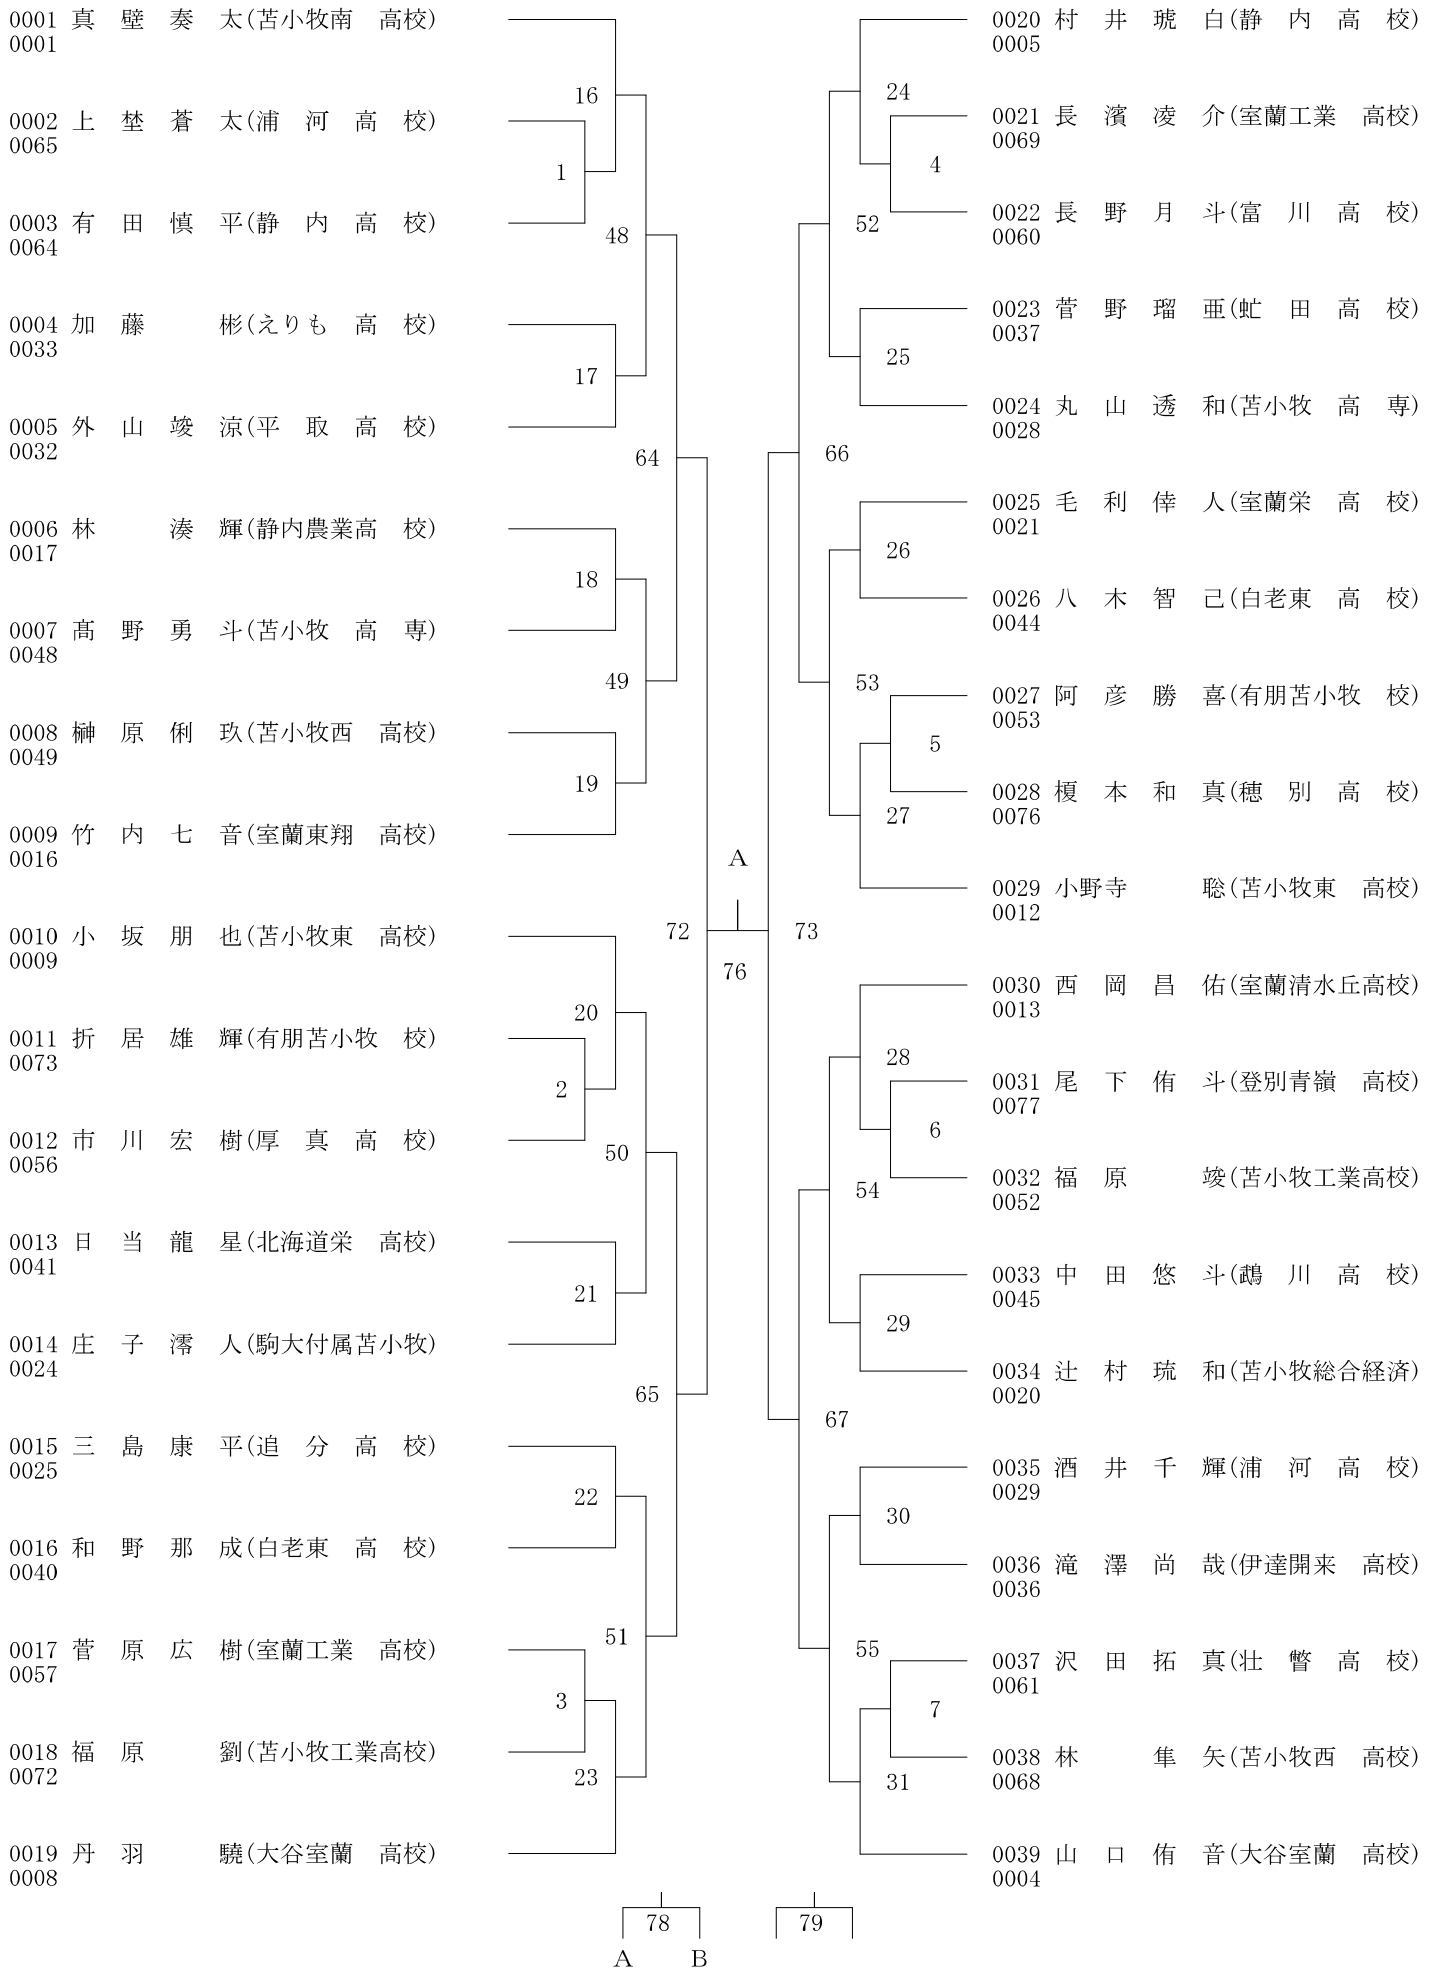 0001 真 壁 奏 太(苫小牧南 高校)
0001
16
0002 上 埜 蒼 太(浦 河 高 校)
0065
1
0003 有 田 慎 平(静 内 高 校)
0064
48
0004 加 藤 彬(えりも 高 校)
0033
17
0005 外 山 竣 涼(平 取 高 校)
0032
64
0006 林 湊 輝(静内農業高 校)
0017
18
0007 髙 野 勇 斗(苫小牧 高 専)
0048
49
0008 榊 原 俐 玖(苫小牧西 高校)
0049
19
0009 竹 内 七 音(室蘭東翔 高校)
0016
72
0010 小 坂 朋 也(苫小牧東 高校)
0009
20
0011 折 居 雄 輝(有朋苫小牧 校)
0073
2
0012 市 川 宏 樹(厚 真 高 校)
0056
50
0013 日 当 龍 星(北海道栄 高校)
0041
21
0014 庄 子 澪 人(駒大付属苫小牧)
0024
65
0015 三 島 康 平(追 分 高 校)
0025
22
0016 和 野 那 成(白老東 高 校)
0040
51
0017 菅 原 広 樹(室蘭工業 高校)
0057
3
0018 福 原 劉(苫小牧工業高校)
0072
23
0019 丹 羽 驍(大谷室蘭 高校)
0008
A
76
0020 村 井 琥 白(静 内 高 校)
0005
24
0021 長 濱 凌 介(室蘭工業 高校)
0069
4
0022 長 野 月 斗(富 川 高 校)
0060
52
0023 菅 野 瑠 亜(虻 田 高 校)
0037
25
0024 丸 山 透 和(苫小牧 高 専)
0028
66
0025 毛 利 倖 人(室蘭栄 高 校)
0021
26
0026 八 木 智 己(白老東 高 校)
0044
53
0027 阿 彦 勝 喜(有朋苫小牧 校)
0053
5
0028 榎 本 和 真(穂 別 高 校)
0076
27
0029 小野寺 聡(苫小牧東 高校)
0012
73
0030 西 岡 昌 佑(室蘭清水丘高校)
0013
28
0031 尾 下 侑 斗(登別青嶺 高校)
0077
6
0032 福 原 竣(苫小牧工業高校)
0052
54
0033 中 田 悠 斗(鵡 川 高 校)
0045
29
0034 辻 村 琉 和(苫小牧総合経済)
0020
67
0035 酒 井 千 輝(浦 河 高 校)
0029
30
0036 滝 澤 尚 哉(伊達開来 高校)
0036
55
0037 沢 田 拓 真(壮 瞥 高 校)
0061
7
0038 林 隼 矢(苫小牧西 高校)
0068
31
0039 山 口 侑 音(大谷室蘭 高校)
0004
78
79
A B